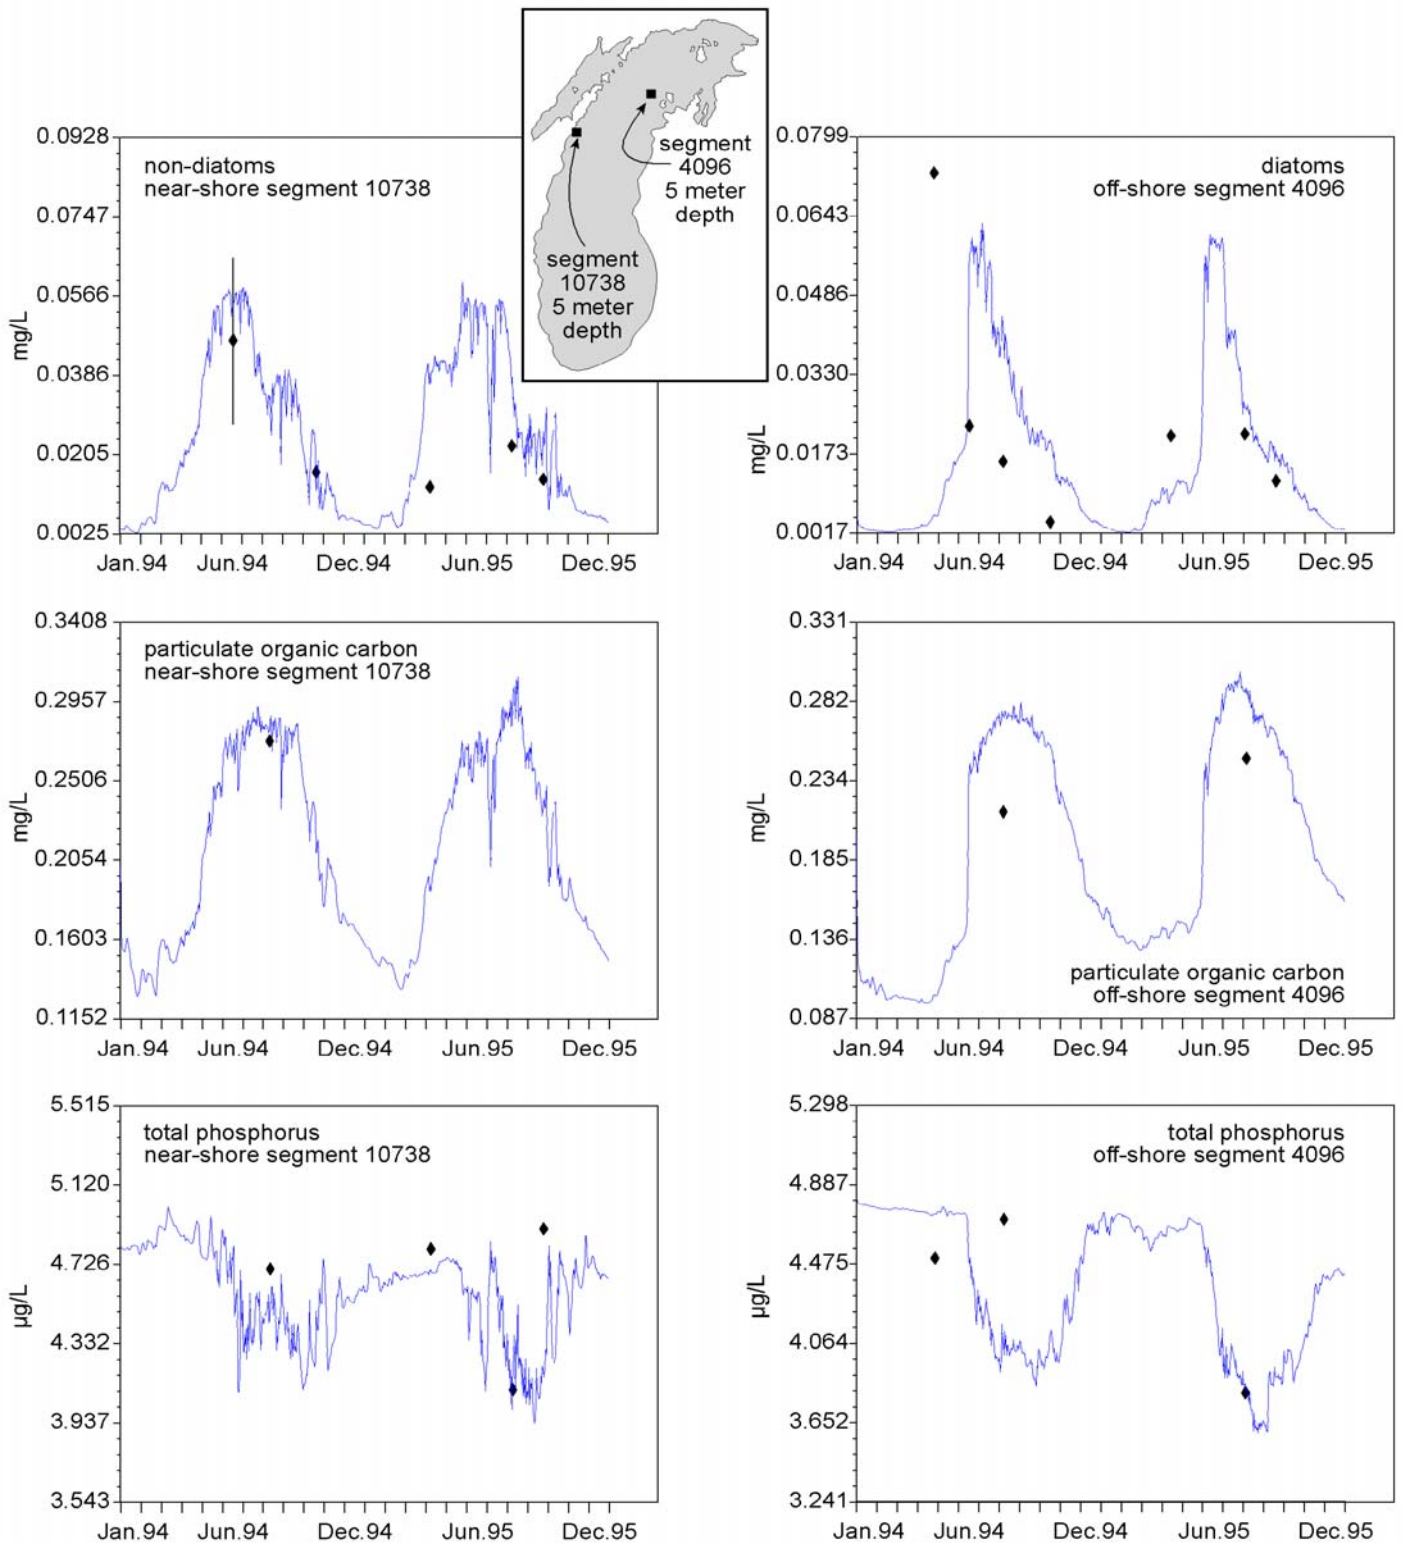 segment
4096
5 meter
depth
segment
10738
5 meter
depth
0.0928
0.0747
0.0566
0.0386
0.0205
0.0025
mg/L
non-diatoms
near-shore segment 10738
Jan.94 Jun.94 Dec.94 Jun.95 Dec.95
0.0799
0.0643
0.0486
0.0330
0.0173
0.0017
mg/L
diatoms
off-shore segment 4096
Jan.94 Jun.94 Dec.94 Jun.95 Dec.95
0.3408
0.2957
0.2506
0.2054
0.1603
0.1152
mg/L
particulate organic carbon
near-shore segment 10738
Jan.94 Jun.94 Dec.94 Jun.95 Dec.95
0.331
0.282
0.234
0.185
0.136
0.087
mg/L
particulate organic carbon
off-shore segment 4096
Jan.94 Jun.94 Dec.94 Jun.95 Dec.95
5.515
5.120
4.726
4.332
3.937
3.543
µg/L
total phosphorus
near-shore segment 10738
Jan.94 Jun.94 Dec.94 Jun.95 Dec.95
5.298
4.887
4.475
4.064
3.652
3.241
µg/L
total phosphorus
off-shore segment 4096
Jan.94 Jun.94 Dec.94 Jun.95 Dec.95